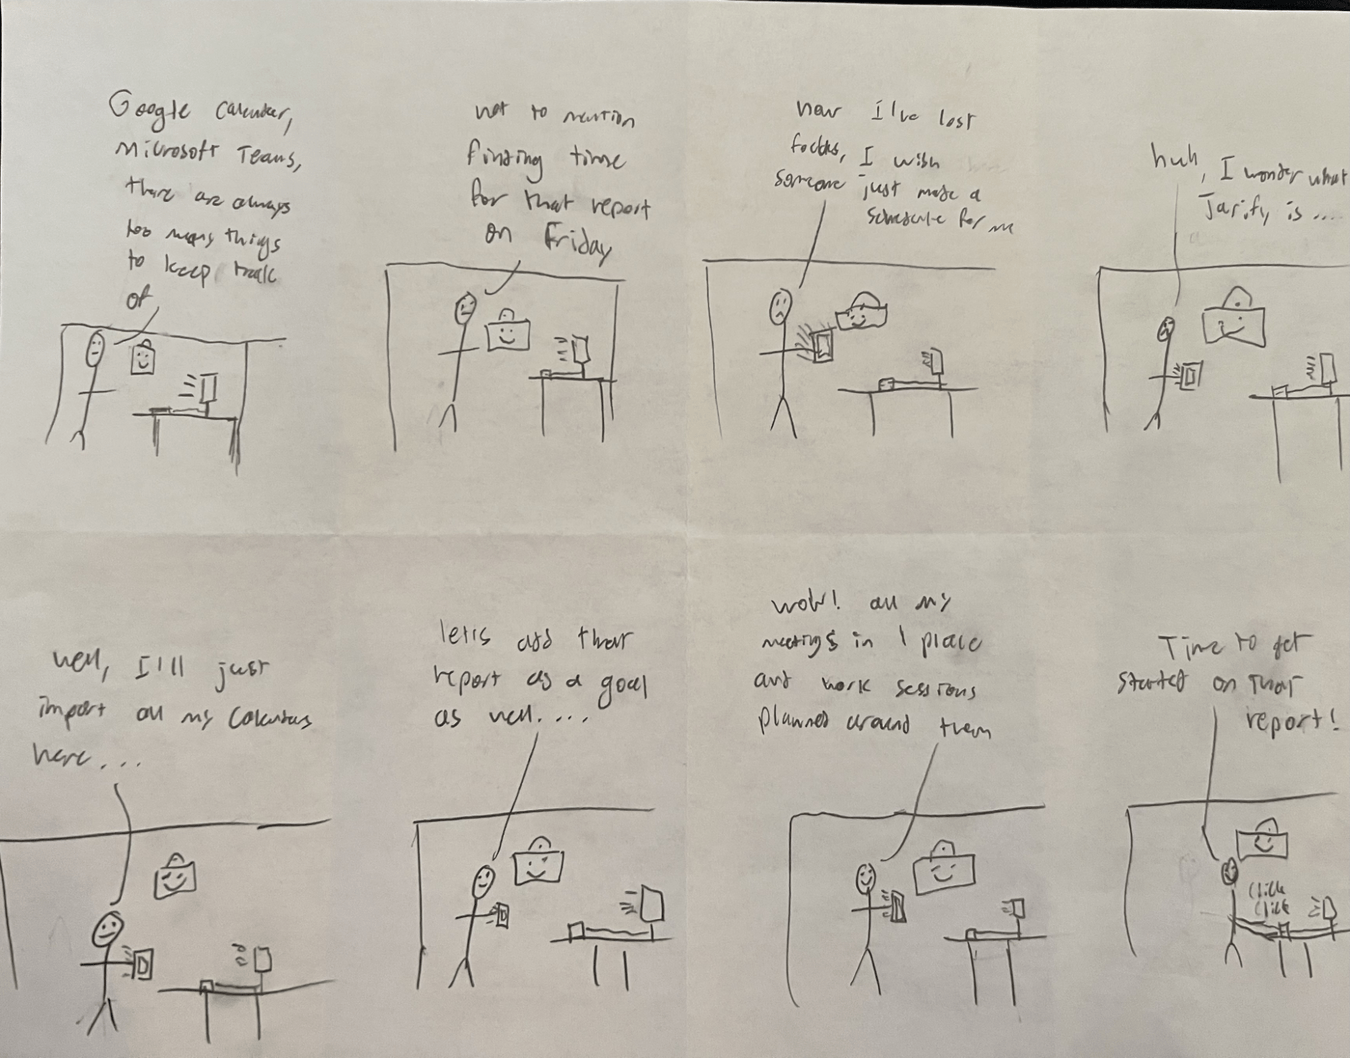 Google Calendar,
Microsoft Teams,
there are always
too many things
to keep track
of
not to mention
finding time
for that report
on Friday
now I've lost
focus, I wish
someone just made a
schedule for me
huh, I wonder what
Tarify is ....
well, I'll just
import all my calendars
here ...
let's add that
report as a goal
as well....
wow! all my
meetings in 1 place
and work sessions
planned around them
Time to get
started on that
report!
click
click